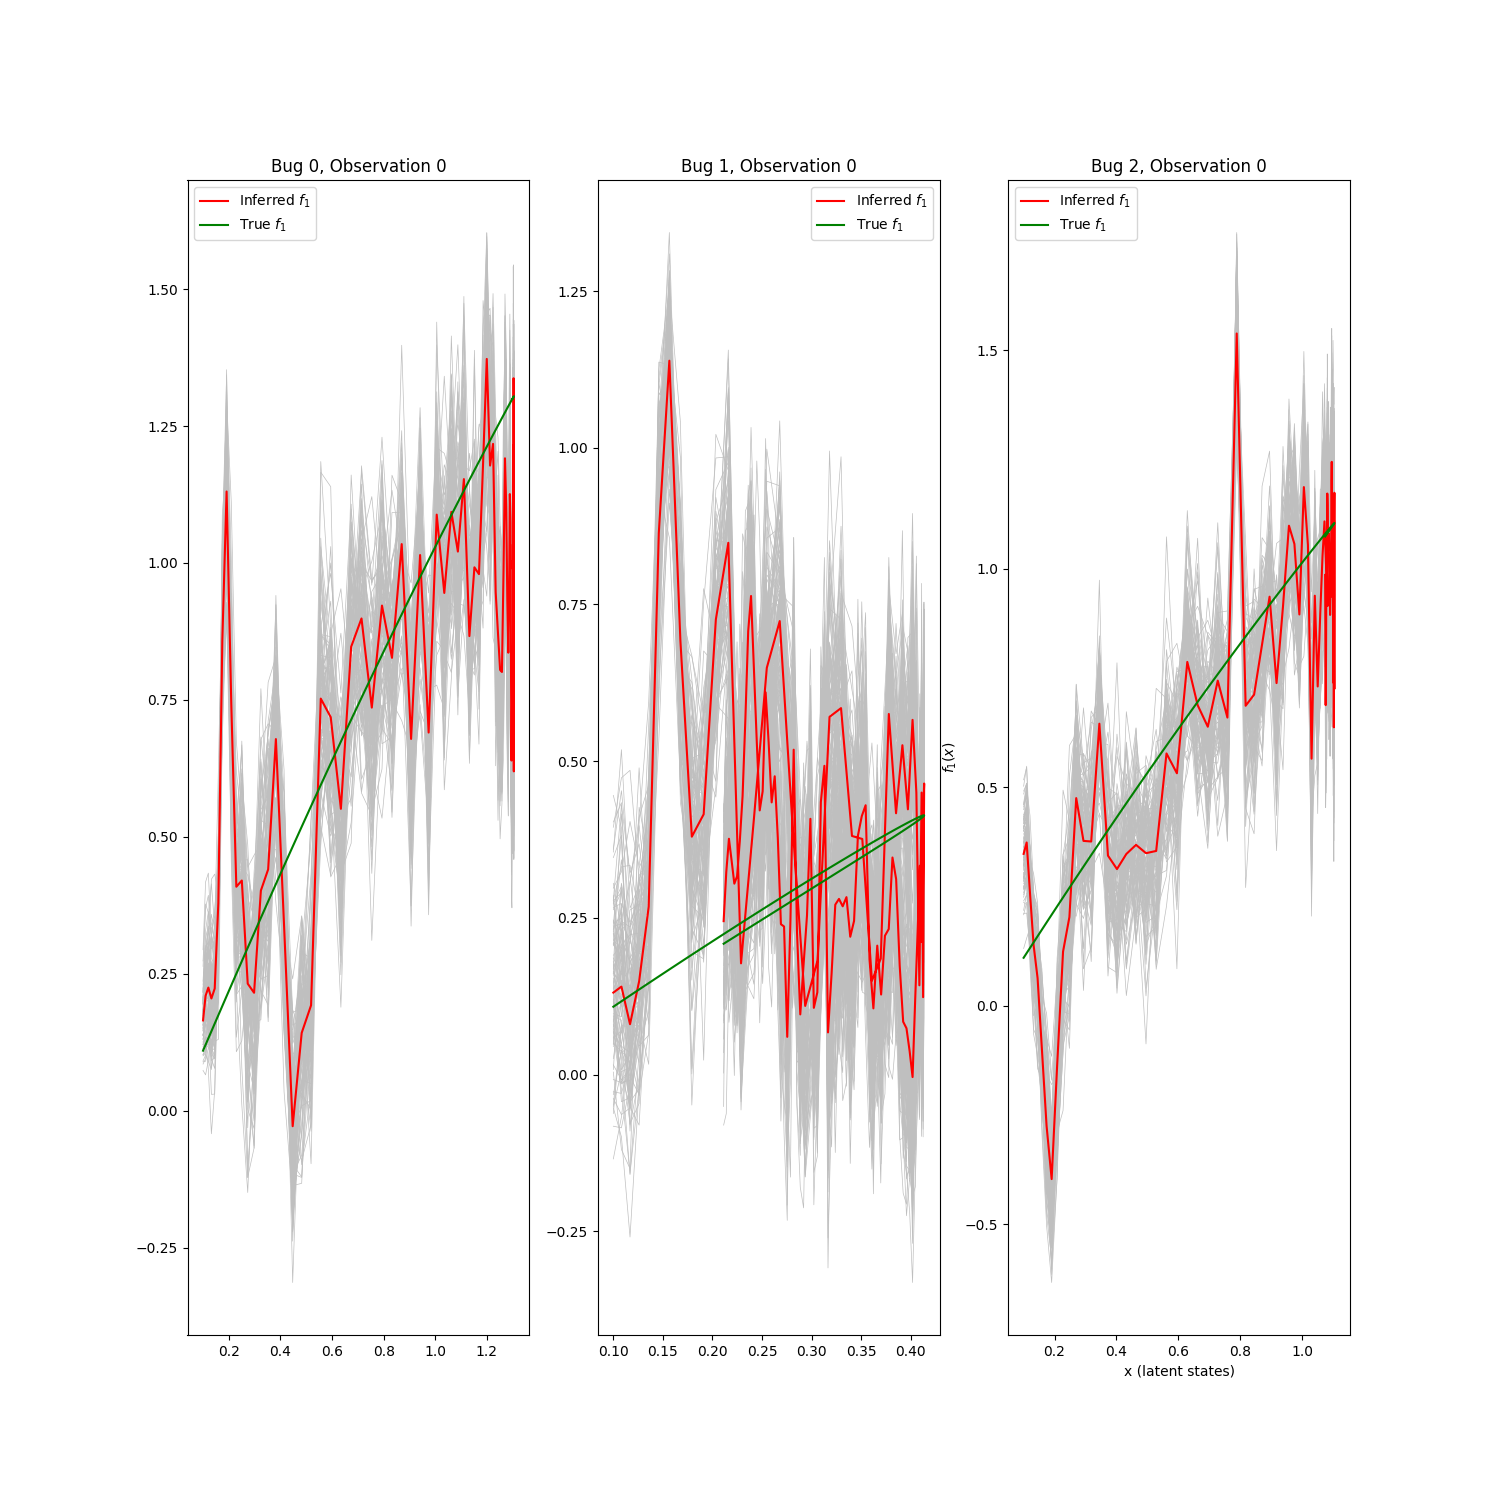 Bug 0, Observation 0
Inferred f₁
True f₁
1.50
1.25
1.00
0.75
0.50
0.25
0.00
−0.25
0.2 0.4 0.6 0.8 1.0 1.2
Bug 1, Observation 0
Inferred f₁
True f₁
1.25
1.00
0.75
0.50
0.25
0.00
−0.25
0.10 0.15 0.20 0.25 0.30 0.35 0.40
Bug 2, Observation 0
Inferred f₁
True f₁
f₁(x)
1.5
1.0
0.5
0.0
−0.5
0.2 0.4 0.6 0.8 1.0
x (latent states)